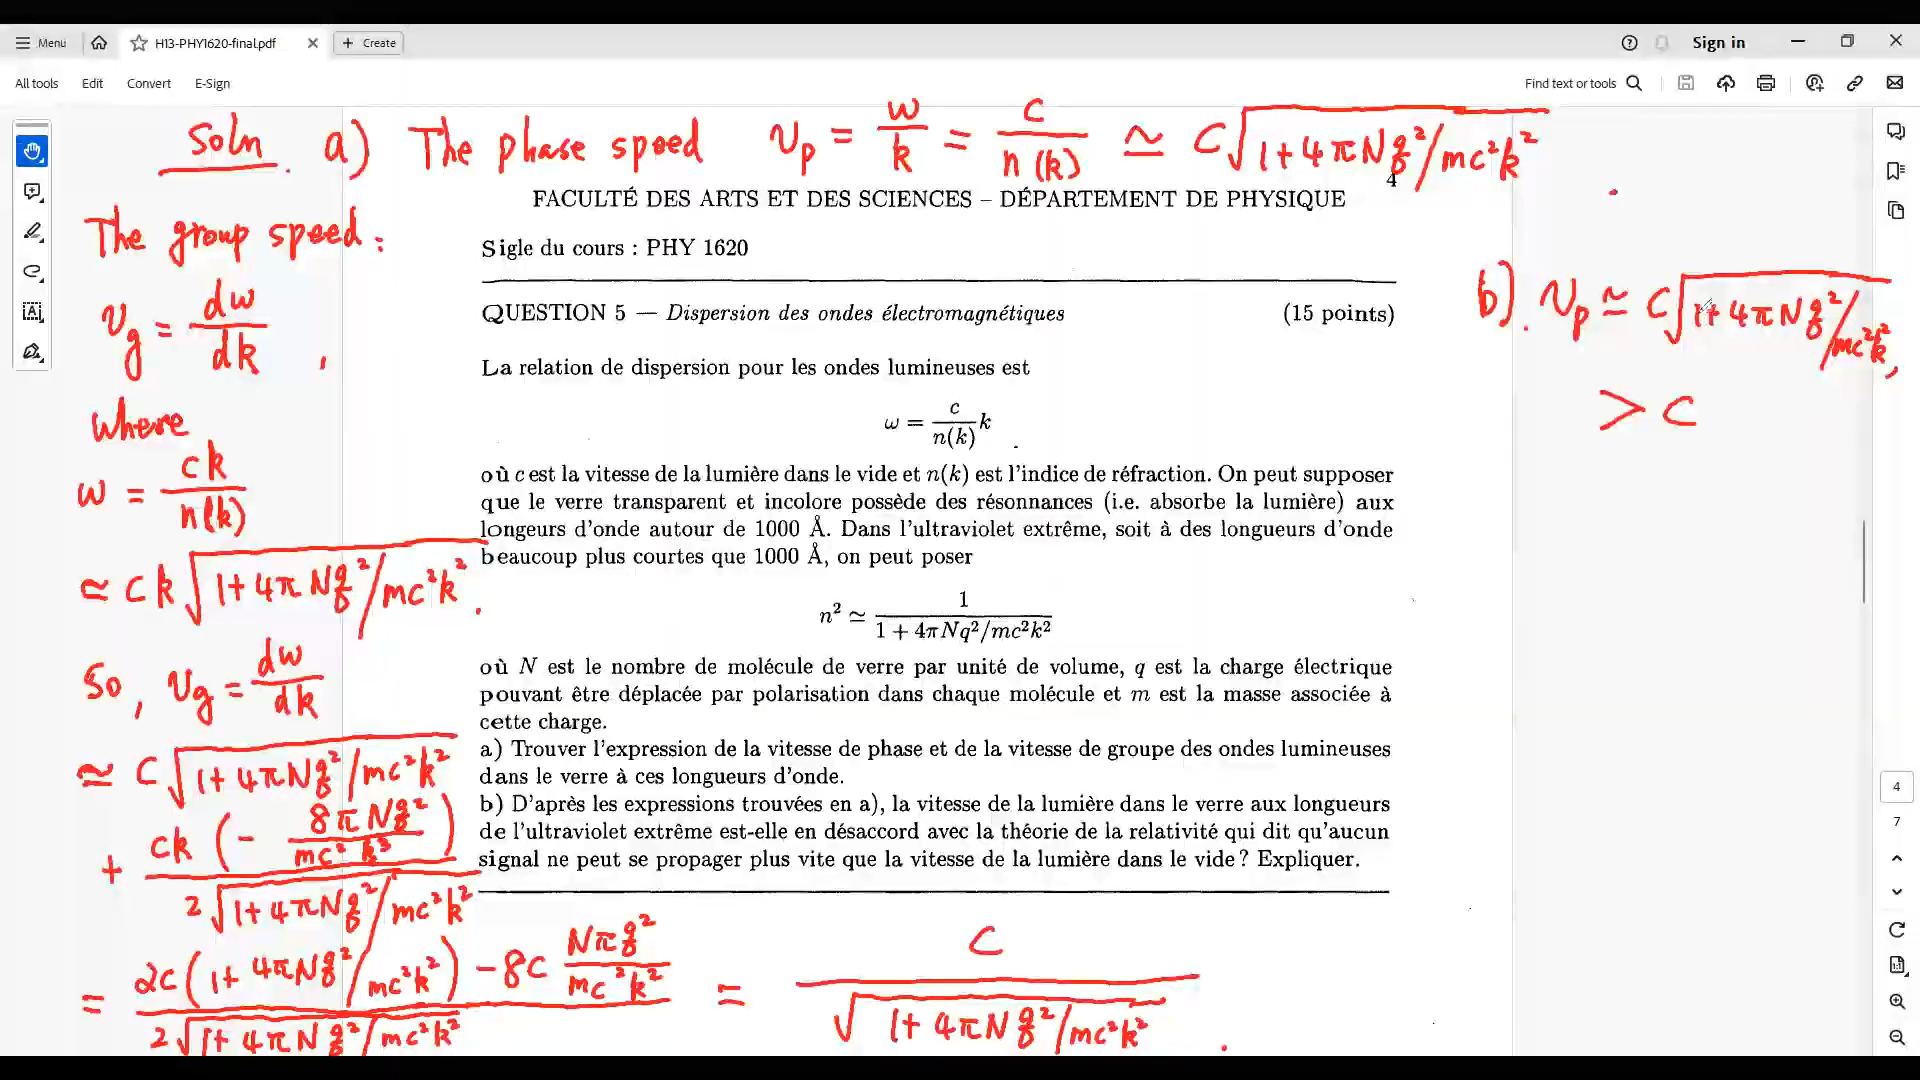 Menu
H13-PHY1620-final.pdf
Create
Sign in
All tools
Edit
Convert
E-Sign
Find text or tools
Soln. a) The phase speed v_p = ω/k = c/n(k) ≃ c√(1+4πNq²/mc²k²)
4
FACULTÉ DES ARTS ET DES SCIENCES – DÉPARTEMENT DE PHYSIQUE
Sigle du cours : PHY 1620
QUESTION 5 — Dispersion des ondes électromagnétiques (15 points)
La relation de dispersion pour les ondes lumineuses est
ω = c/n(k) k
où c est la vitesse de la lumière dans le vide et n(k) est l'indice de réfraction. On peut supposer
que le verre transparent et incolore possède des résonnances (i.e. absorbe la lumière) aux
longeurs d'onde autour de 1000 Å. Dans l'ultraviolet extrême, soit à des longueurs d'onde
beaucoup plus courtes que 1000 Å, on peut poser
n² ≃ 1/(1 + 4πNq²/mc²k²)
où N est le nombre de molécule de verre par unité de volume, q est la charge électrique
pouvant être déplacée par polarisation dans chaque molécule et m est la masse associée à
cette charge.
a) Trouver l'expression de la vitesse de phase et de la vitesse de groupe des ondes lumineuses
dans le verre à ces longueurs d'onde.
b) D'après les expressions trouvées en a), la vitesse de la lumière dans le verre aux longueurs
de l'ultraviolet extrême est-elle en désaccord avec la théorie de la relativité qui dit qu'aucun
signal ne peut se propager plus vite que la vitesse de la lumière dans le vide ? Expliquer.
The group speed:
v_g = dω/dk ,
where
ω = ck/n(k)
≃ ck√(1+4πNq²/mc²k²) .
So, v_g = dω/dk
≃ c√(1+4πNq²/mc²k²)
+ ck(- 8πNq²/mc²k³) / 2√(1+4πNq²/mc²k²)
= (2c(1+4πNq²/mc²k²) - 8c Nπq²/mc²k²) / 2√(1+4πNq²/mc²k²) = c/√(1+4πNq²/mc²k²) .
b). v_p ≃ c√(1+4πNq²/mc²k²) ,
> c
4
7